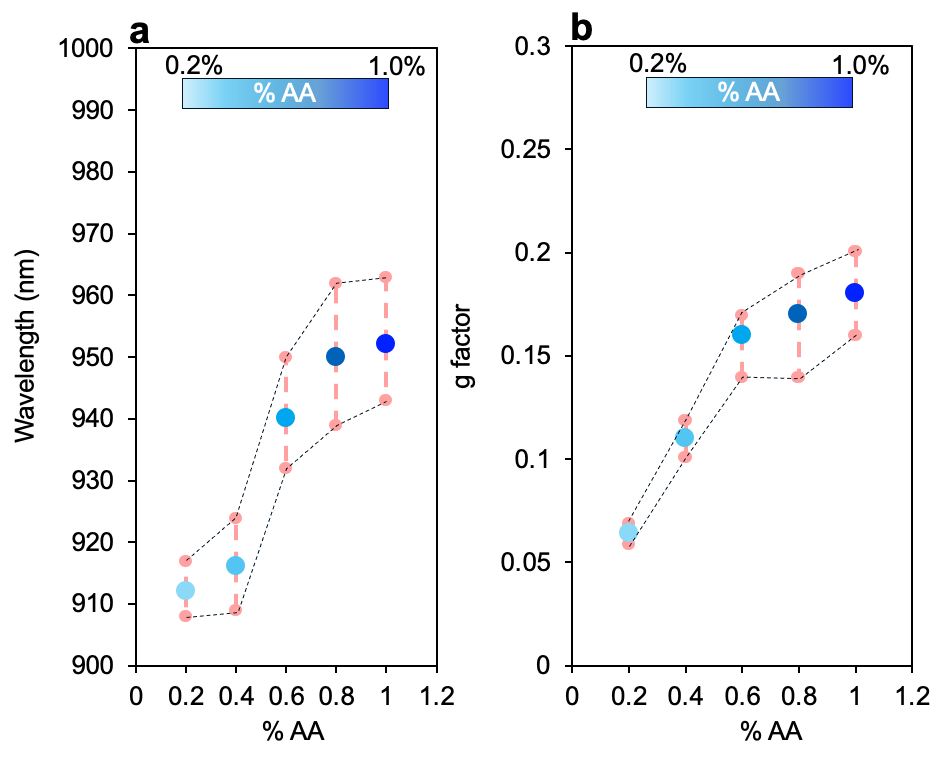 a
0.2% 1.0%
% AA
1000
990
980
970
960
950
940
930
920
910
900
0 0.2 0.4 0.6 0.8 1 1.2
% AA
Wavelength (nm)
b
0.2% 1.0%
% AA
0.3
0.25
0.2
0.15
0.1
0.05
0
0 0.2 0.4 0.6 0.8 1 1.2
% AA
g factor